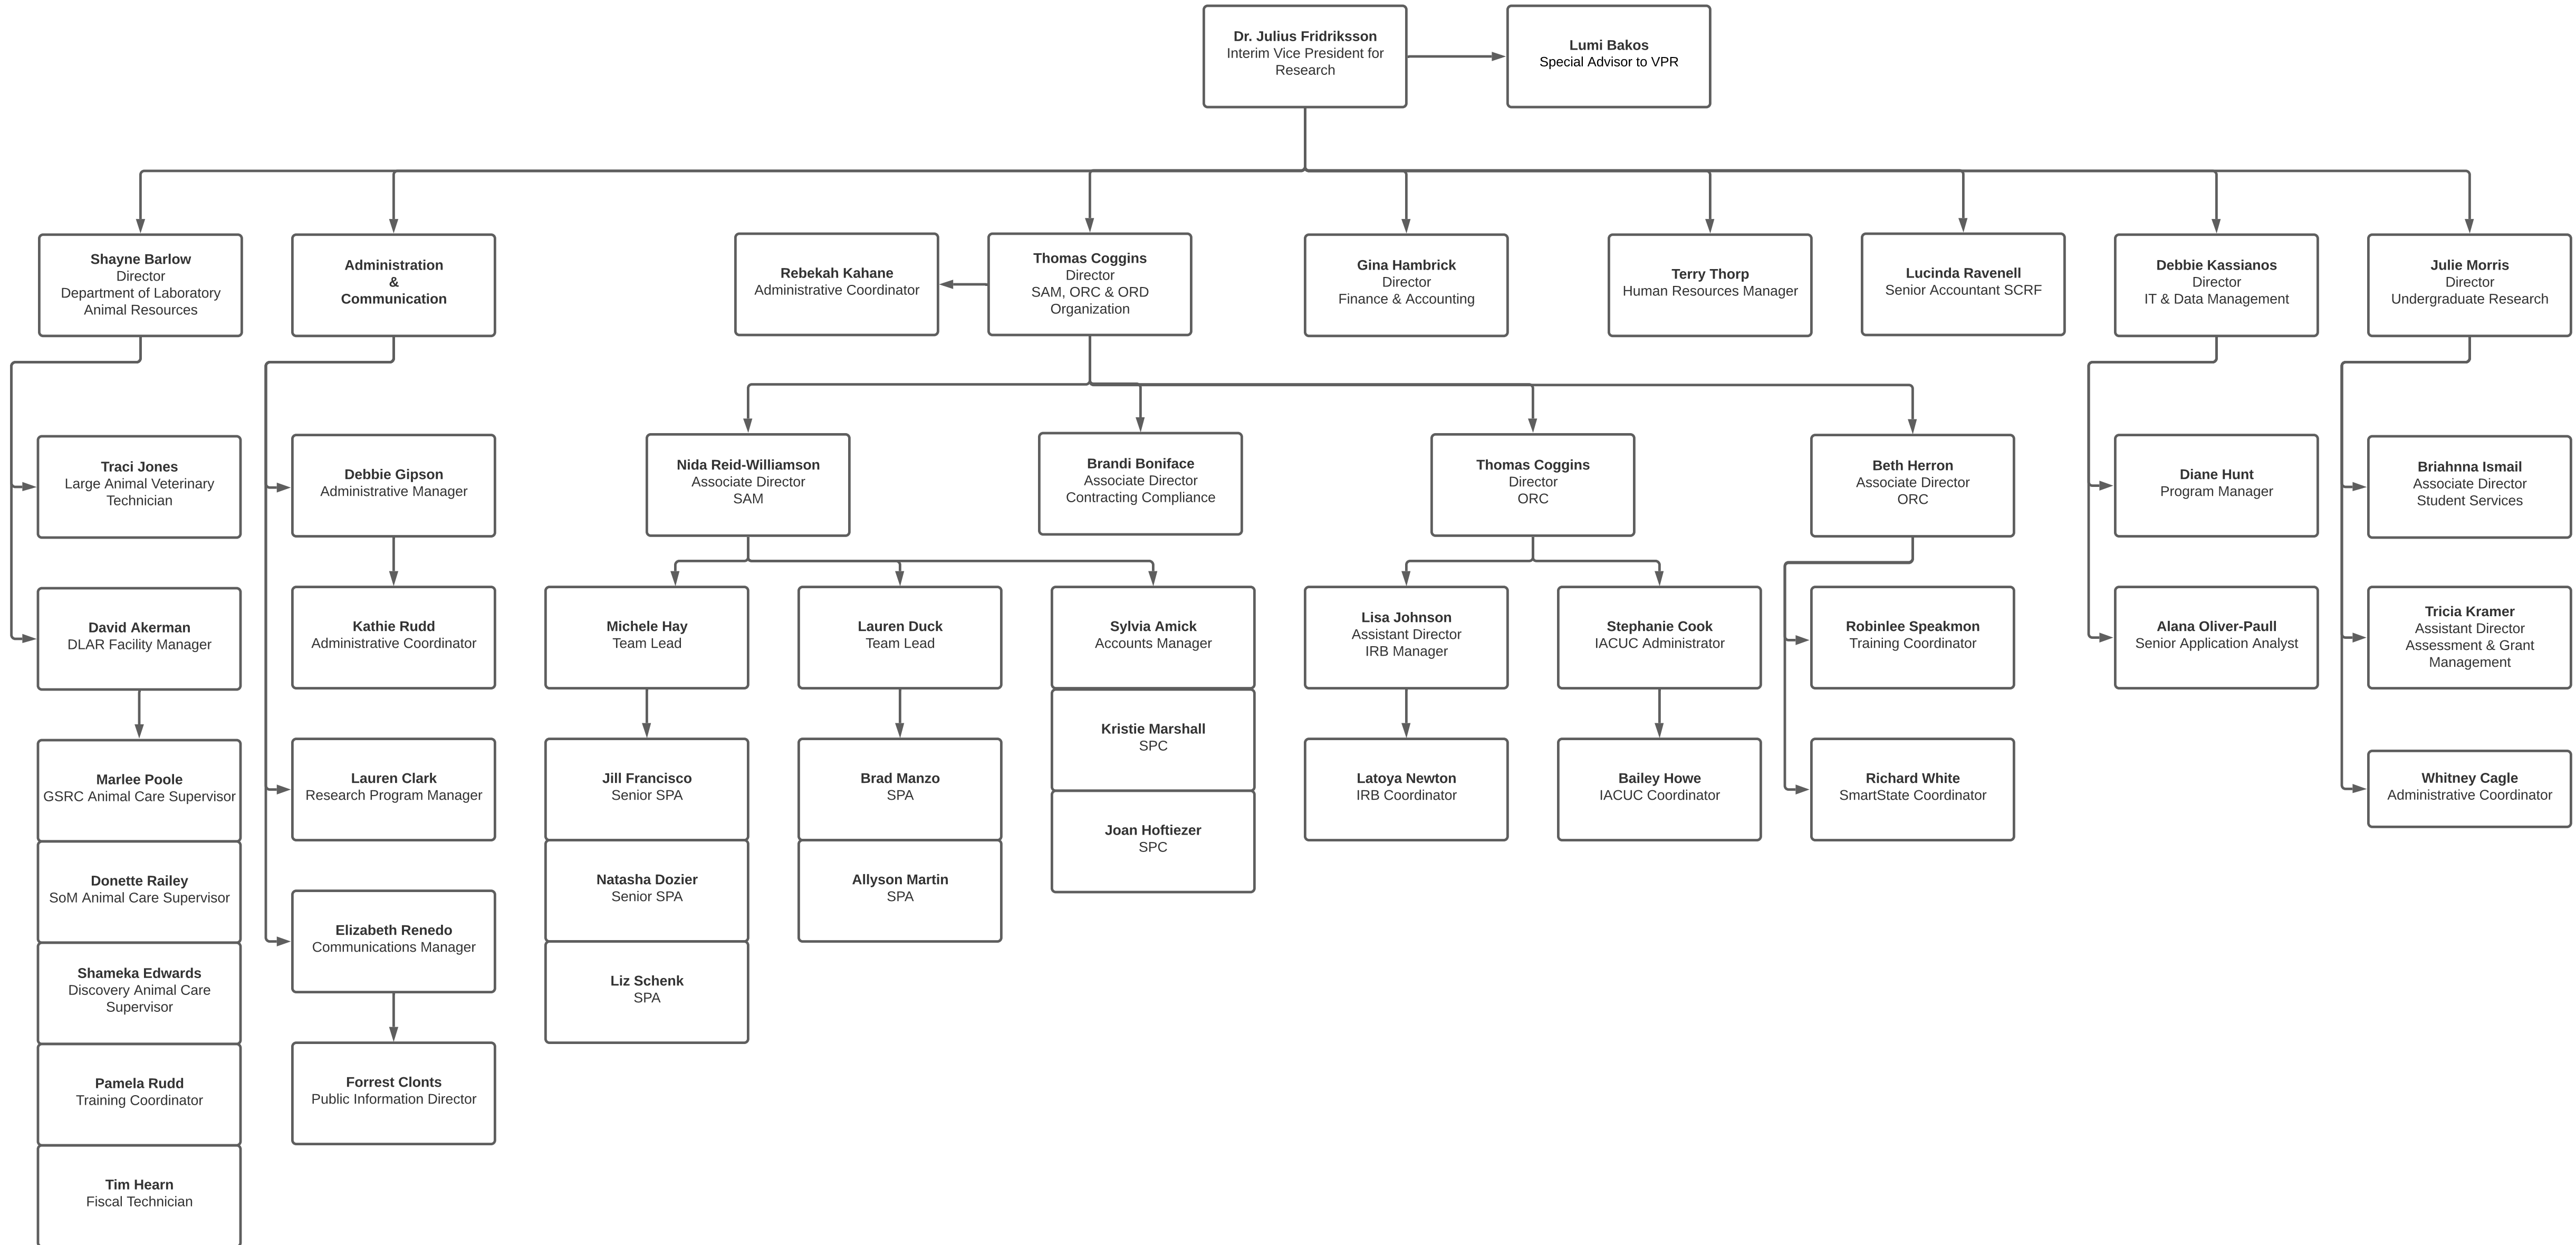 Dr. Julius Fridriksson
Interim Vice President for
Research
Lumi Bakos
Special Advisor to VPR
Shayne Barlow
Director
Department of Laboratory
Animal Resources
Administration
&
Communication
Rebekah Kahane
Administrative Coordinator
Thomas Coggins
Director
SAM, ORC & ORD
Organization
Gina Hambrick
Director
Finance & Accounting
Terry Thorp
Human Resources Manager
Lucinda Ravenell
Senior Accountant SCRF
Debbie Kassianos
Director
IT & Data Management
Julie Morris
Director
Undergraduate Research
Traci Jones
Large Animal Veterinary
Technician
Debbie Gipson
Administrative Manager
Nida Reid-Williamson
Associate Director
SAM
Brandi Boniface
Associate Director
Contracting Compliance
Thomas Coggins
Director
ORC
Beth Herron
Associate Director
ORC
Diane Hunt
Program Manager
Briahnna Ismail
Associate Director
Student Services
David Akerman
DLAR Facility Manager
Kathie Rudd
Administrative Coordinator
Michele Hay
Team Lead
Lauren Duck
Team Lead
Sylvia Amick
Accounts Manager
Lisa Johnson
Assistant Director
IRB Manager
Stephanie Cook
IACUC Administrator
Robinlee Speakmon
Training Coordinator
Alana Oliver-Paull
Senior Application Analyst
Tricia Kramer
Assistant Director
Assessment & Grant
Management
Marlee Poole
GSRC Animal Care Supervisor
Lauren Clark
Research Program Manager
Jill Francisco
Senior SPA
Brad Manzo
SPA
Kristie Marshall
SPC
Latoya Newton
IRB Coordinator
Bailey Howe
IACUC Coordinator
Richard White
SmartState Coordinator
Whitney Cagle
Administrative Coordinator
Donette Railey
SoM Animal Care Supervisor
Elizabeth Renedo
Communications Manager
Natasha Dozier
Senior SPA
Allyson Martin
SPA
Joan Hoftiezer
SPC
Shameka Edwards
Discovery Animal Care
Supervisor
Liz Schenk
SPA
Pamela Rudd
Training Coordinator
Forrest Clonts
Public Information Director
Tim Hearn
Fiscal Technician